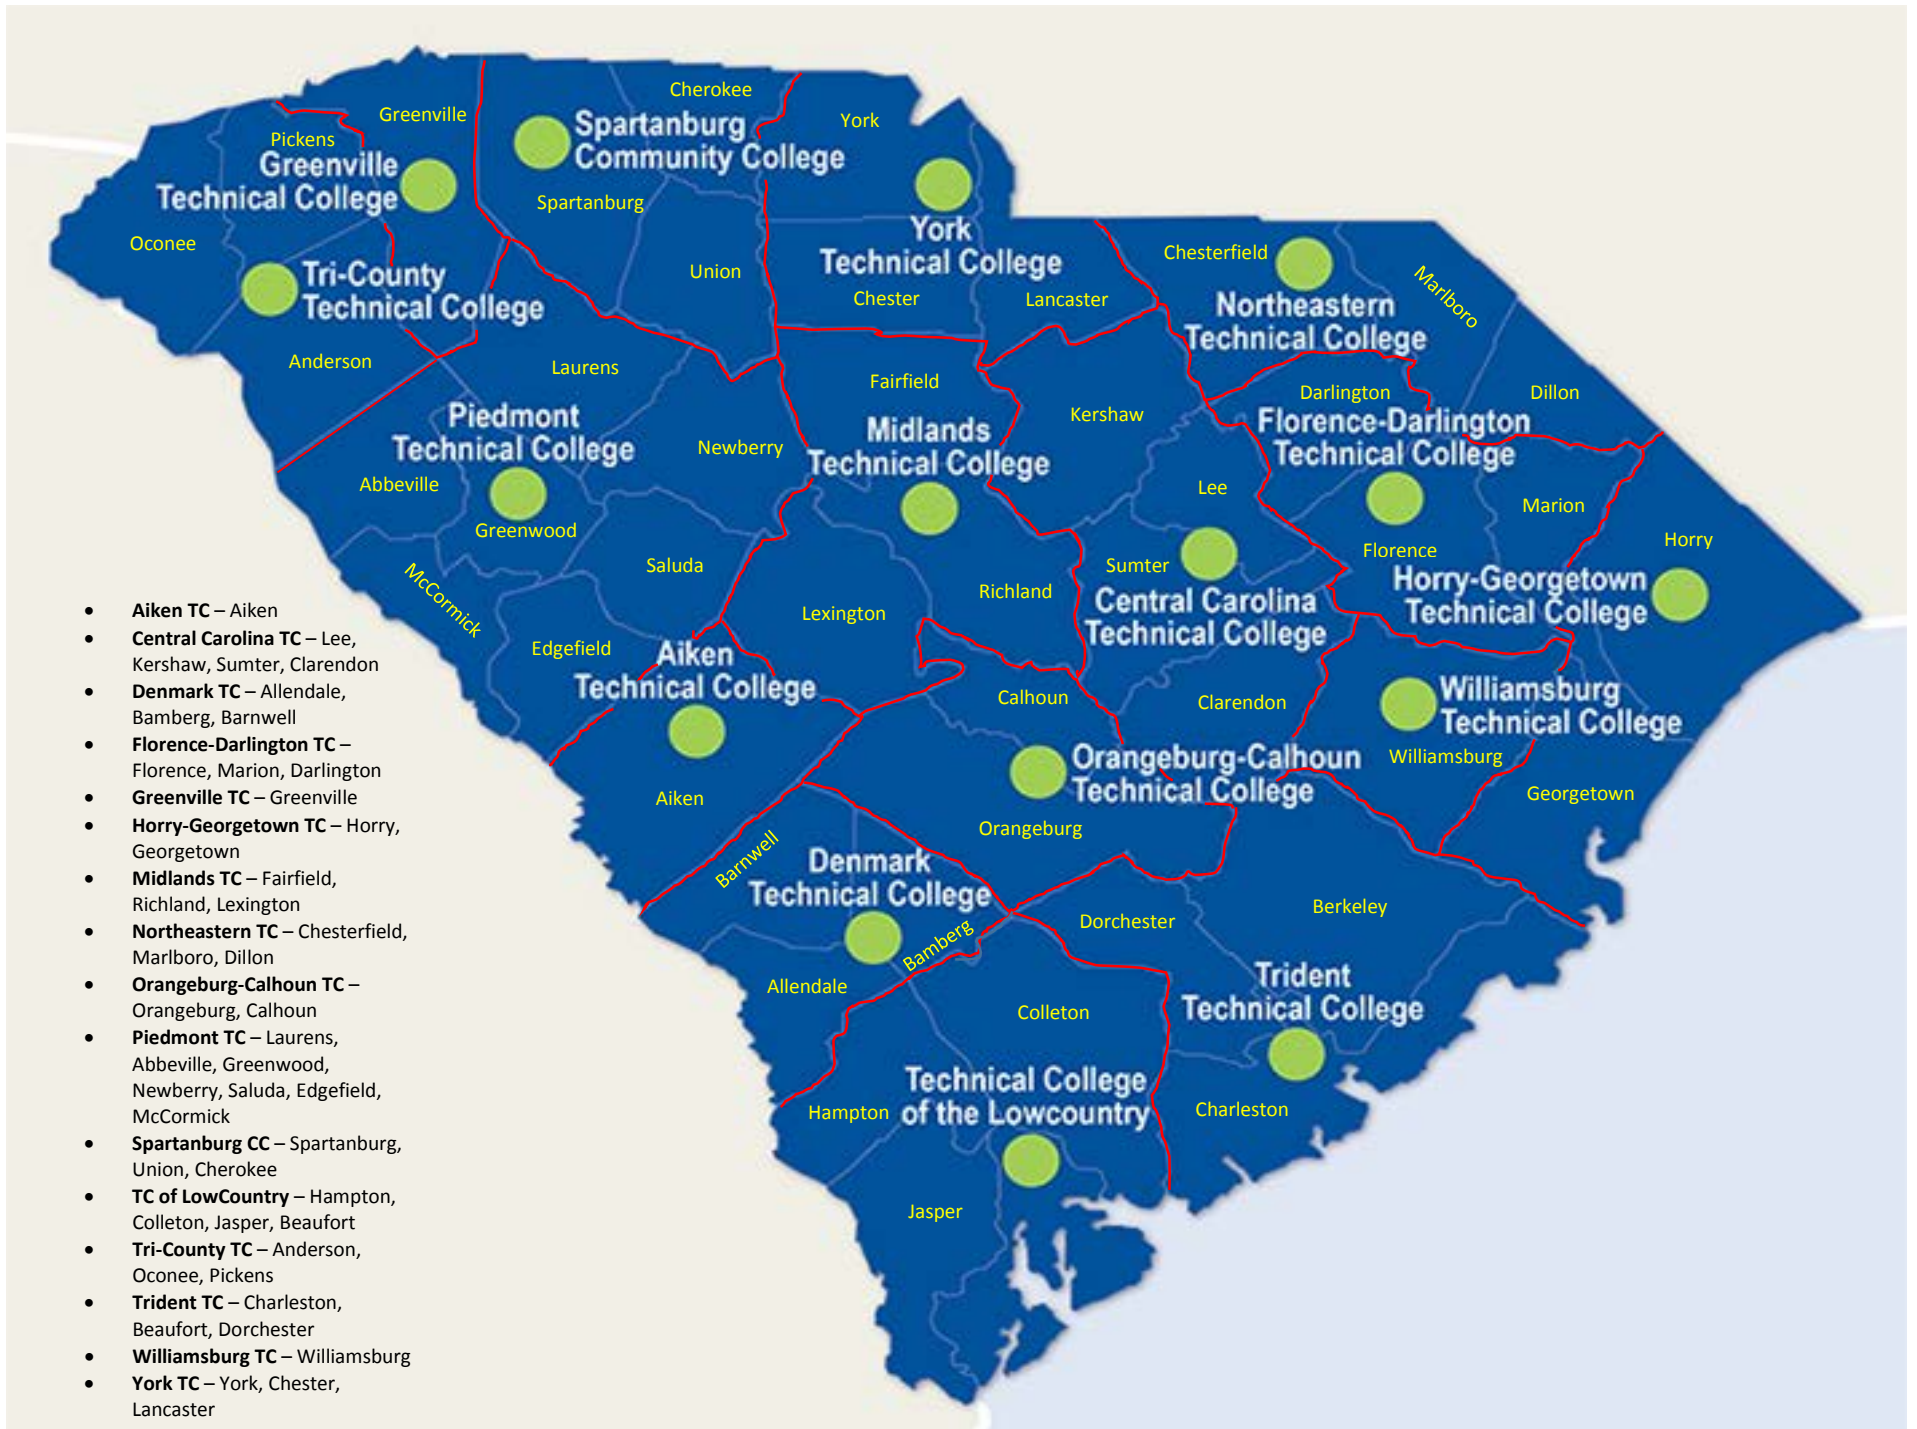 Cherokee
Greenville
Spartanburg
Community College
York
Pickens
Greenville
Technical College
Spartanburg
Oconee
York
Technical College
Chesterfield
Union
Tri-County
Technical College
Marlboro
Chester
Lancaster
Northeastern
Technical College
Anderson
Laurens
Fairfield
Darlington
Dillon
Piedmont
Technical College
Kershaw
Florence-Darlington
Technical College
Midlands
Technical College
Newberry
Abbeville
Lee
Marion
Greenwood
Horry
Florence
Saluda
Sumter
McCormick
Richland
Horry-Georgetown
Technical College
Central Carolina
Technical College
Lexington
Edgefield
Aiken
Technical College
Calhoun
Clarendon
Williamsburg
Technical College
Orangeburg-Calhoun
Technical College
Williamsburg
Aiken
Georgetown
Orangeburg
Barnwell
Denmark
Technical College
Berkeley
Dorchester
Bamberg
Allendale
Trident
Technical College
Colleton
Technical College
of the Lowcountry
Hampton
Charleston
Jasper
• Aiken TC – Aiken
• Central Carolina TC – Lee,
Kershaw, Sumter, Clarendon
• Denmark TC – Allendale,
Bamberg, Barnwell
• Florence-Darlington TC –
Florence, Marion, Darlington
• Greenville TC – Greenville
• Horry-Georgetown TC – Horry,
Georgetown
• Midlands TC – Fairfield,
Richland, Lexington
• Northeastern TC – Chesterfield,
Marlboro, Dillon
• Orangeburg-Calhoun TC –
Orangeburg, Calhoun
• Piedmont TC – Laurens,
Abbeville, Greenwood,
Newberry, Saluda, Edgefield,
McCormick
• Spartanburg CC – Spartanburg,
Union, Cherokee
• TC of LowCountry – Hampton,
Colleton, Jasper, Beaufort
• Tri-County TC – Anderson,
Oconee, Pickens
• Trident TC – Charleston,
Beaufort, Dorchester
• Williamsburg TC – Williamsburg
• York TC – York, Chester,
Lancaster